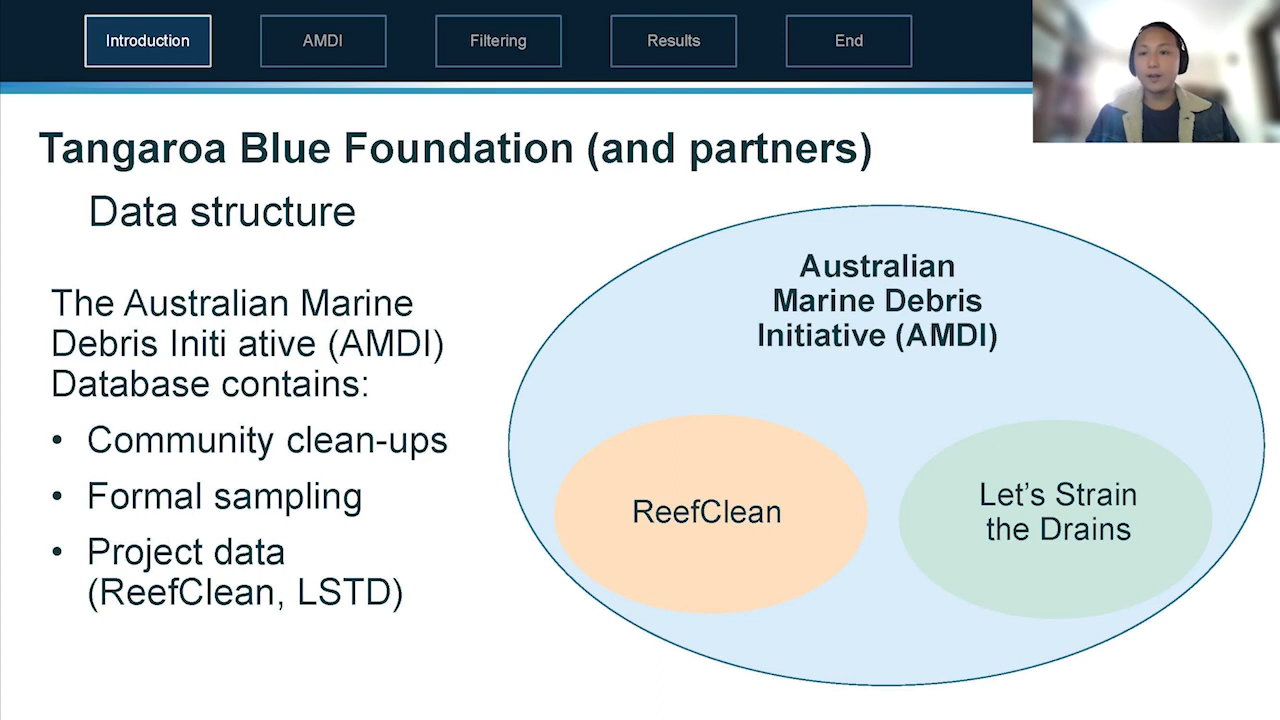 Introduction
AMDI
Filtering
Results
End
Tangaroa Blue Foundation (and partners)
Data structure
The Australian Marine
Debris Initi ative (AMDI)
Database contains:
• Community clean-ups
• Formal sampling
• Project data
(ReefClean, LSTD)
Australian
Marine Debris
Initiative (AMDI)
ReefClean
Let's Strain
the Drains